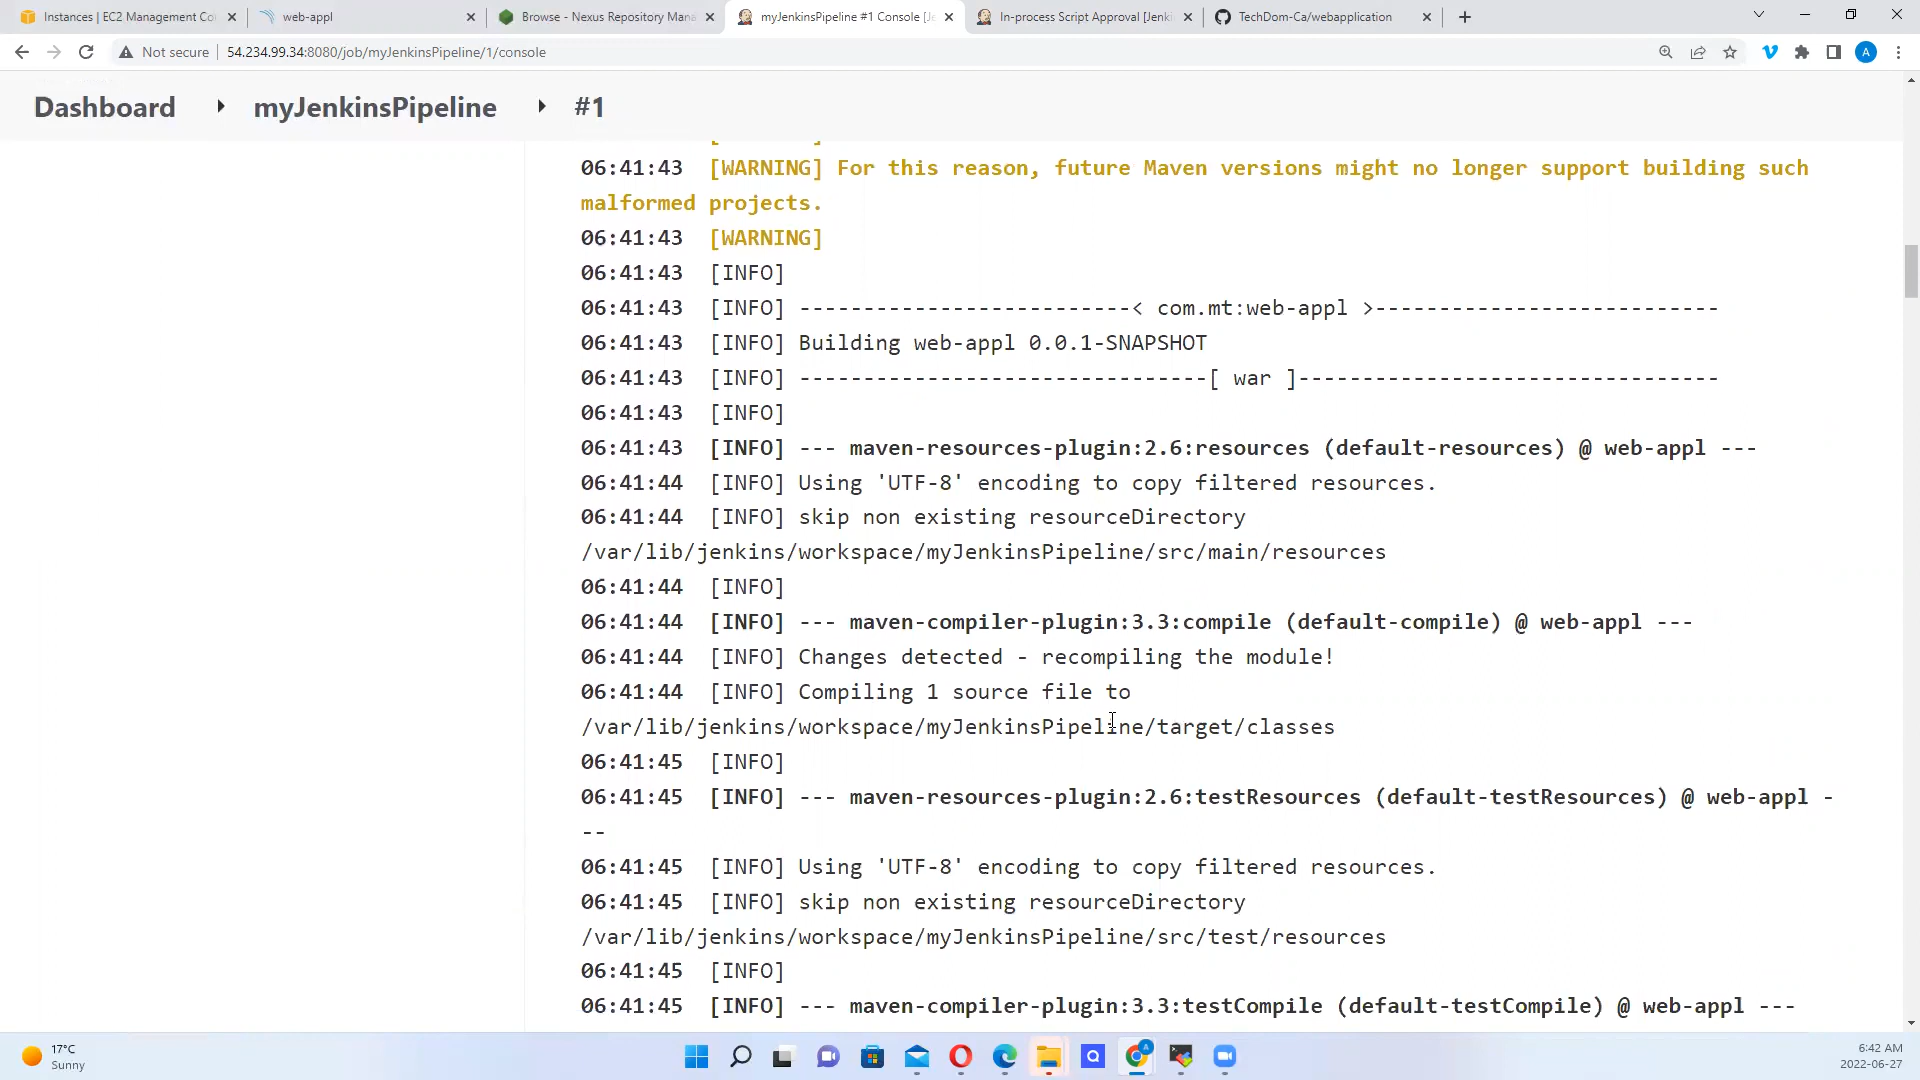 Instances | EC2 Management Co
web-appl
Browse - Nexus Repository Mana
myJenkinsPipeline #1 Console [Je
In-process Script Approval [Jenki
TechDom-Ca/webapplication
Not secure
54.234.99.34:8080/job/myJenkinsPipeline/1/console
A
Dashboard
myJenkinsPipeline
#1
06:41:43 [WARNING] For this reason, future Maven versions might no longer support building such
malformed projects.
06:41:43 [WARNING]
06:41:43 [INFO]
06:41:43 [INFO] --------------------------< com.mt:web-appl >---------------------------
06:41:43 [INFO] Building web-appl 0.0.1-SNAPSHOT
06:41:43 [INFO] --------------------------------[ war ]---------------------------------
06:41:43 [INFO]
06:41:43 [INFO] --- maven-resources-plugin:2.6:resources (default-resources) @ web-appl ---
06:41:44 [INFO] Using 'UTF-8' encoding to copy filtered resources.
06:41:44 [INFO] skip non existing resourceDirectory
/var/lib/jenkins/workspace/myJenkinsPipeline/src/main/resources
06:41:44 [INFO]
06:41:44 [INFO] --- maven-compiler-plugin:3.3:compile (default-compile) @ web-appl ---
06:41:44 [INFO] Changes detected - recompiling the module!
06:41:44 [INFO] Compiling 1 source file to
/var/lib/jenkins/workspace/myJenkinsPipeline/target/classes
06:41:45 [INFO]
06:41:45 [INFO] --- maven-resources-plugin:2.6:testResources (default-testResources) @ web-appl -
--
06:41:45 [INFO] Using 'UTF-8' encoding to copy filtered resources.
06:41:45 [INFO] skip non existing resourceDirectory
/var/lib/jenkins/workspace/myJenkinsPipeline/src/test/resources
06:41:45 [INFO]
06:41:45 [INFO] --- maven-compiler-plugin:3.3:testCompile (default-testCompile) @ web-appl ---
17°C
Sunny
6:42 AM
2022-06-27